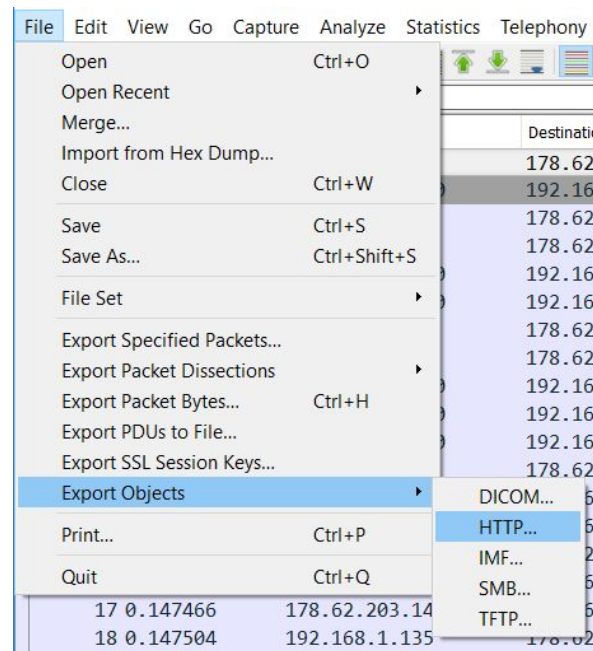 File Edit View Go Capture Analyze Statistics Telephony
Open Ctrl+O
Open Recent
Merge...
Destinati
Import from Hex Dump...
178.62
Close Ctrl+W
192.16
178.62
Save Ctrl+S
178.62
Save As... Ctrl+Shift+S
192.16
File Set
192.16
178.62
Export Specified Packets...
178.62
Export Packet Dissections
192.16
Export Packet Bytes... Ctrl+H
192.16
Export PDUs to File...
192.16
Export SSL Session Keys...
178.62
Export Objects
DICOM...
Print... Ctrl+P
HTTP...
IMF...
Quit Ctrl+Q
SMB...
17 0.147466 178.62.203.14
TFTP...
18 0.147504 192.168.1.135 178.62